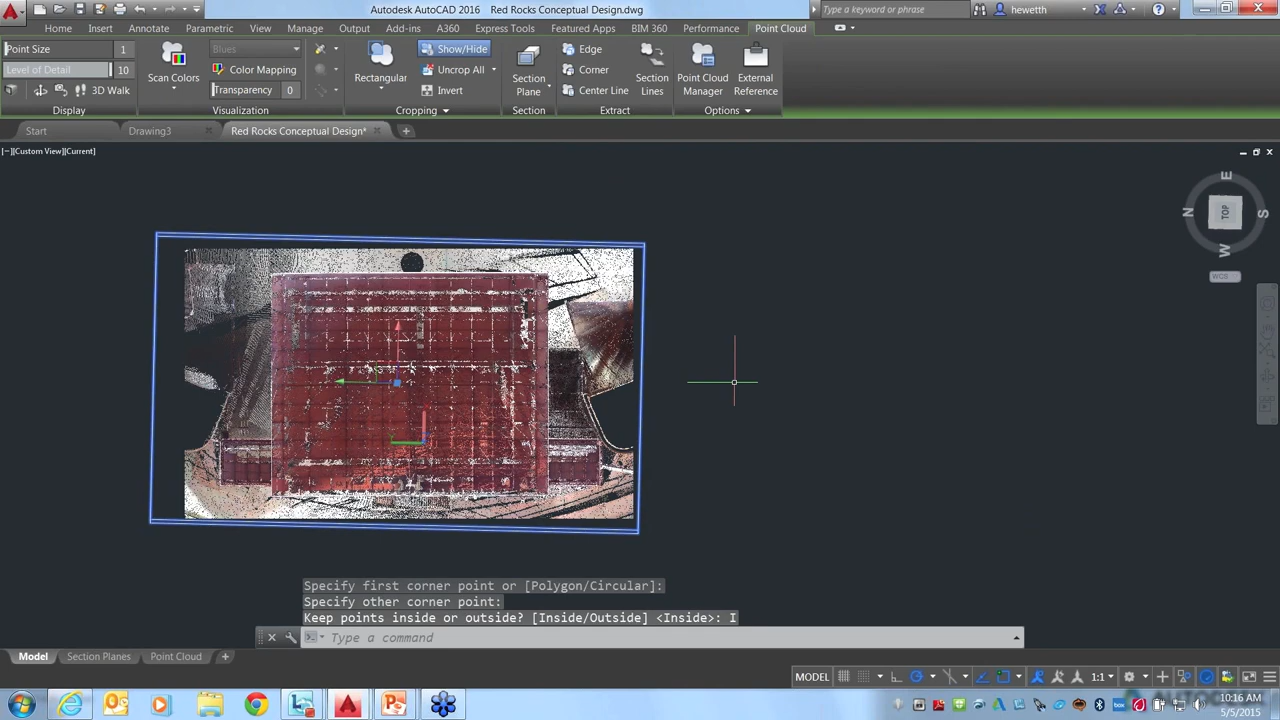 Autodesk AutoCAD 2016 Red Rocks Conceptual Design.dwg
Type a keyword or phrase
hewetth
Home Insert Annotate Parametric View Manage Output Add-ins A360 Express Tools Featured Apps BIM 360 Performance Point Cloud
Point Size 1
Level of Detail 10
3D Walk
Display
Scan Colors
Blues
Color Mapping
Transparency 0
Visualization
Rectangular
Show/Hide
Uncrop All
Invert
Cropping
Section Plane
Section
Edge
Corner
Center Line
Section Lines
Extract
Point Cloud Manager
External Reference
Options
Start Drawing3 Red Rocks Conceptual Design*
[−][Custom View][Current]
E
N TOP S
W
WCS
Specify first corner point or [Polygon/Circular]:
Specify other corner point:
Keep points inside or outside? [Inside/Outside] <Inside>: I
Type a command
Model Section Planes Point Cloud
MODEL 1:1
10:16 AM
5/5/2015